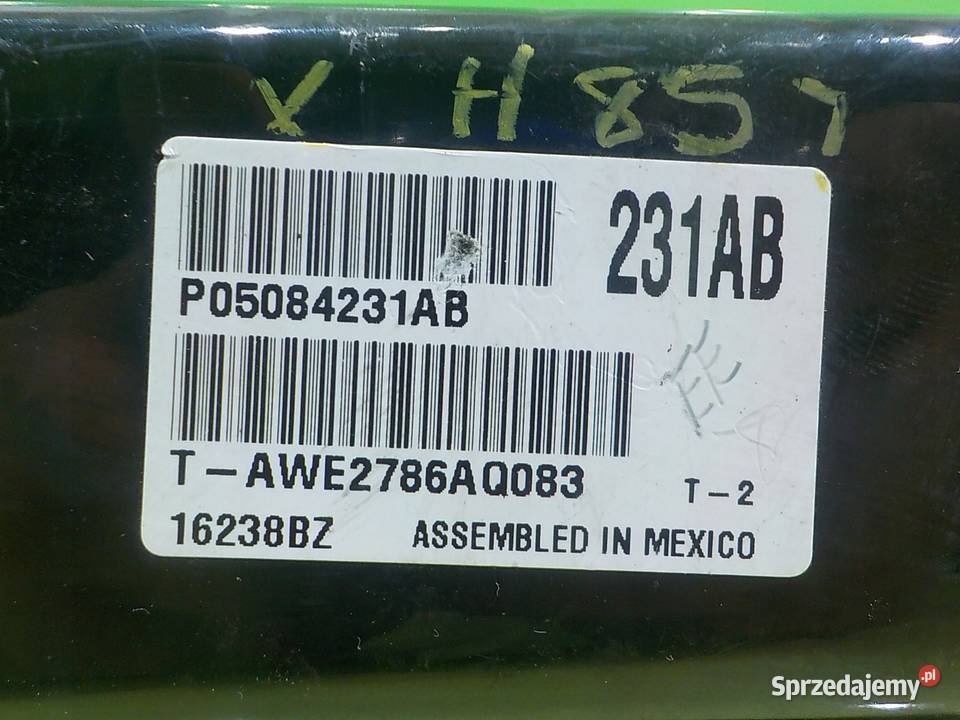 X H857
231AB
P05084231AB
T-AWE2786AQ083
T-2
16238BZ ASSEMBLED IN MEXICO
Sprzedajemy.pl